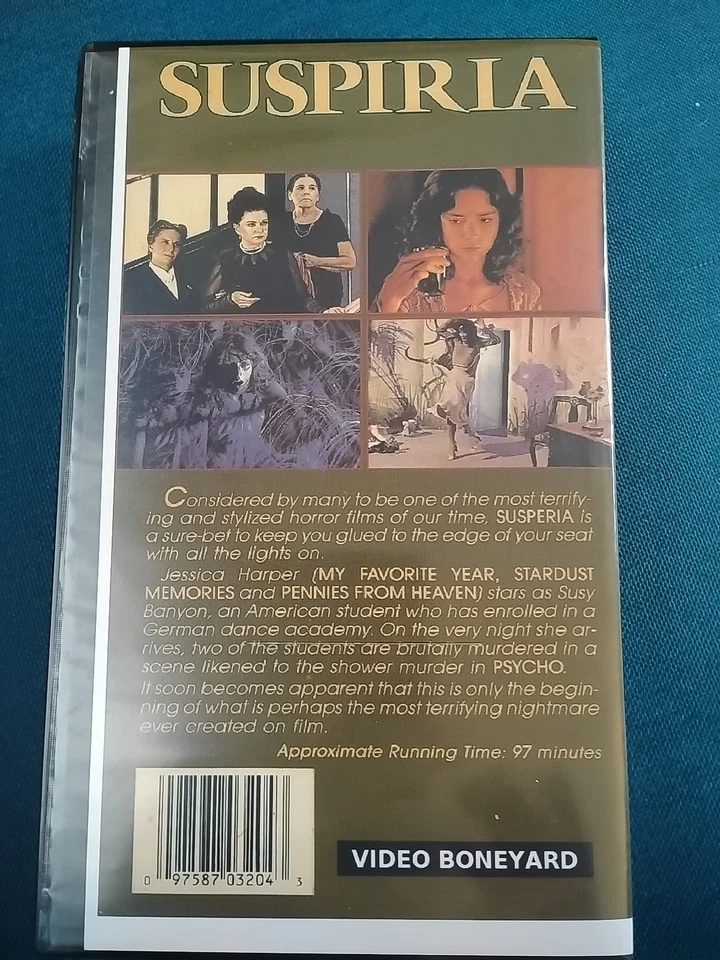 SUSPIRIA
Considered by many to be one of the most terrify-
ing and stylized horror films of our time, SUSPERIA is
a sure-bet to keep you glued to the edge of your seat
with all the lights on.
Jessica Harper (MY FAVORITE YEAR, STARDUST
MEMORIES and PENNIES FROM HEAVEN) stars as Susy
Banyon, an American student who has enrolled in a
German dance academy. On the very night she ar-
rives, two of the students are brutally murdered in a
scene likened to the shower murder in PSYCHO.
It soon becomes apparent that this is only the begin-
ning of what is perhaps the most terrifying nightmare
ever created on film.
Approximate Running Time: 97 minutes
0 97587 03204 3
VIDEO BONEYARD